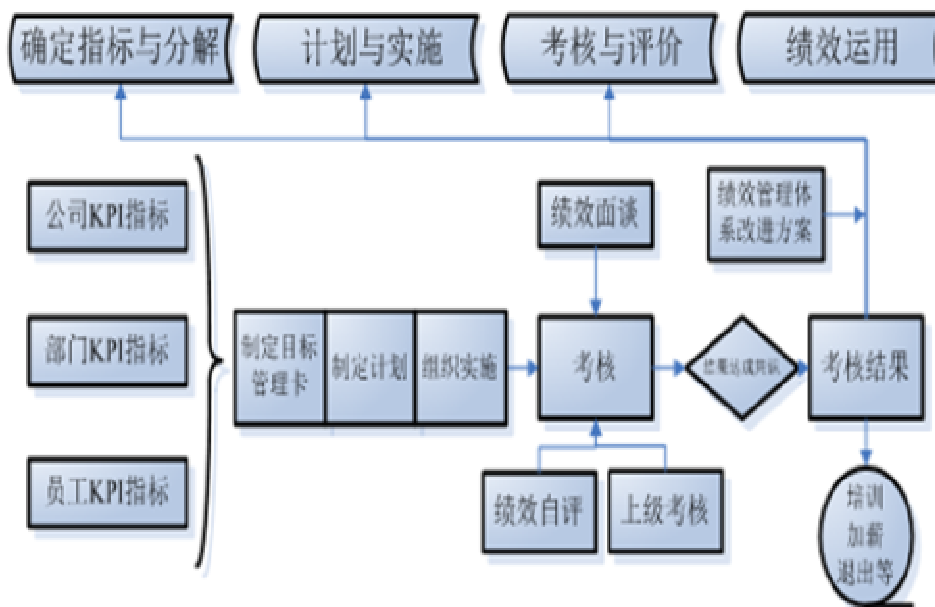 确定指标与分解
计划与实施
考核与评价
绩效运用
公司KPI指标
绩效面谈
绩效管理体
系改进方案
部门KPI指标
制定目标
管理卡
制定计划
组织实施
考核
考核结果
员工KPI指标
绩效自评
上级考核
培训
加薪
退出等